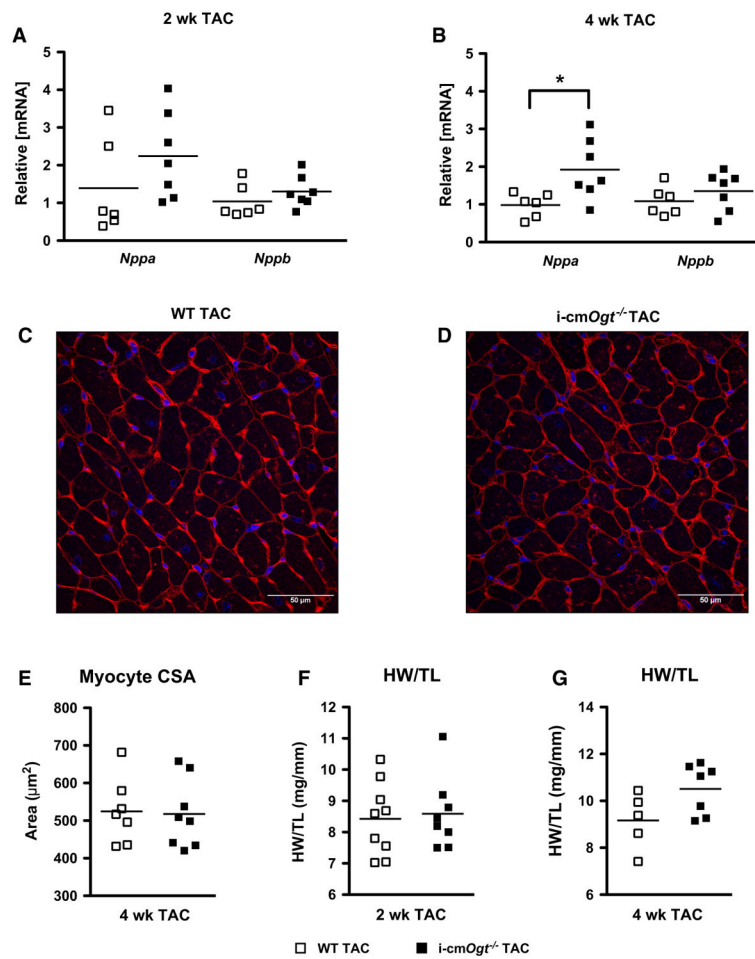 A
2 wk TAC
5
4
3
2
1
0
Relative [mRNA]
Nppa
Nppb
B
4 wk TAC
5
4
3
2
1
0
Relative [mRNA]
*
Nppa
Nppb
C
WT TAC
50 µm
D
i-cmOgt-/- TAC
50 µm
E
Myocyte CSA
800
700
600
500
400
300
Area (µm2)
4 wk TAC
F
HW/TL
12
11
10
9
8
7
6
HW/TL (mg/mm)
2 wk TAC
G
HW/TL
14
12
10
8
6
HW/TL (mg/mm)
4 wk TAC
WT TAC
i-cmOgt-/- TAC